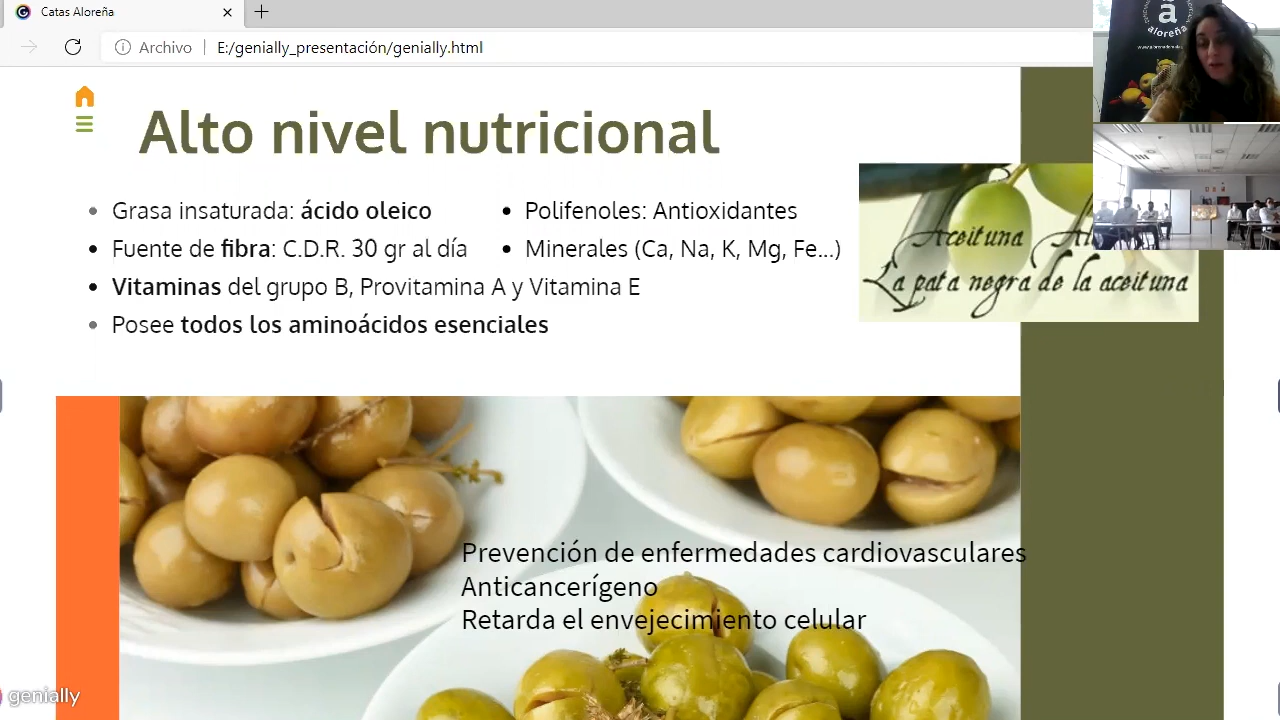 Catas Aloreña
Archivo
E:/genially_presentación/genially.html
a
aloreña
Alto nivel nutricional
Grasa insaturada: ácido oleico
Fuente de fibra: C.D.R. 30 gr al día
Vitaminas del grupo B, Provitamina A y Vitamina E
Posee todos los aminoácidos esenciales
Polifenoles: Antioxidantes
Minerales (Ca, Na, K, Mg, Fe...)
Aceituna
La pata negra de la aceituna
Prevención de enfermedades cardiovasculares
Anticancerígeno
Retarda el envejecimiento celular
genially